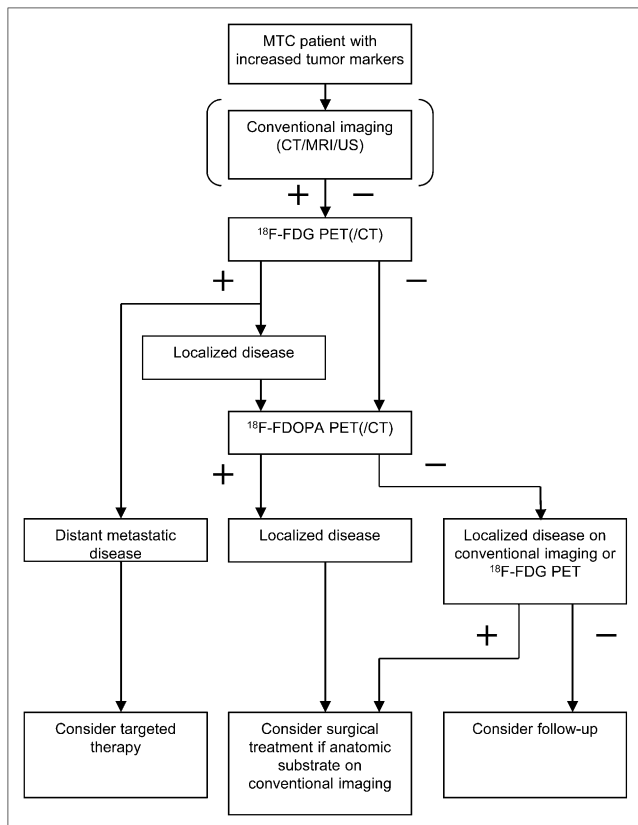 MTC patient with
increased tumor markers
Conventional imaging
(CT/MRI/US)
+ −
¹⁸F-FDG PET(/CT)
+ −
Localized disease
¹⁸F-FDOPA PET(/CT)
+ −
Distant metastatic
disease
Localized disease
Localized disease on
conventional imaging or
¹⁸F-FDG PET
+ −
Consider targeted
therapy
Consider surgical
treatment if anatomic
substrate on
conventional imaging
Consider follow-up